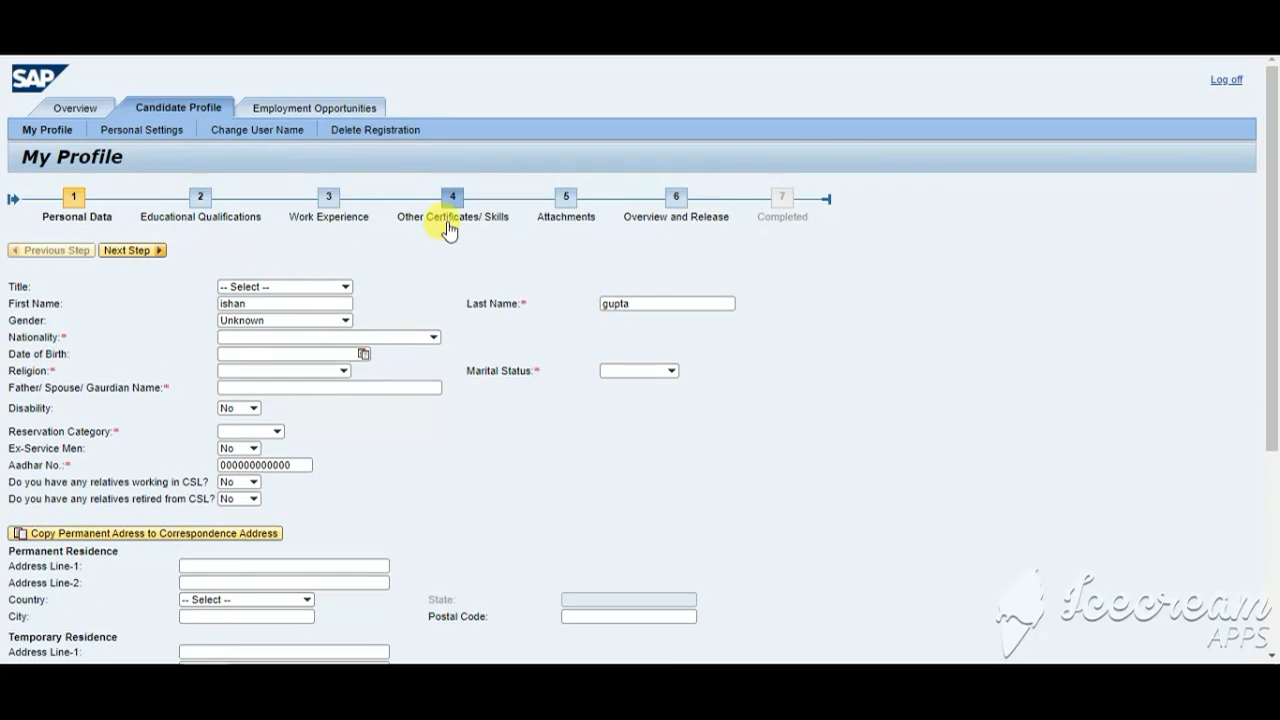 SAP
Log off
Overview Candidate Profile Employment Opportunities
My Profile Personal Settings Change User Name Delete Registration
My Profile
1 2 3 4 5 6 7
Personal Data Educational Qualifications Work Experience Other Certificates/ Skills Attachments Overview and Release Completed
Previous Step Next Step
Title: -- Select --
First Name: ishan Last Name:* gupta
Gender: Unknown
Nationality:*
Date of Birth:
Religion:* Marital Status:*
Father/ Spouse/ Gaurdian Name:*
Disability: No
Reservation Category:*
Ex-Service Men: No
Aadhar No.:* 000000000000
Do you have any relatives working in CSL? No
Do you have any relatives retired from CSL? No
Copy Permanent Adress to Correspondence Address
Permanent Residence
Address Line-1:
Address Line-2:
Country: -- Select -- State:
City: Postal Code:
Temporary Residence
Address Line-1:
Icecream
APPS